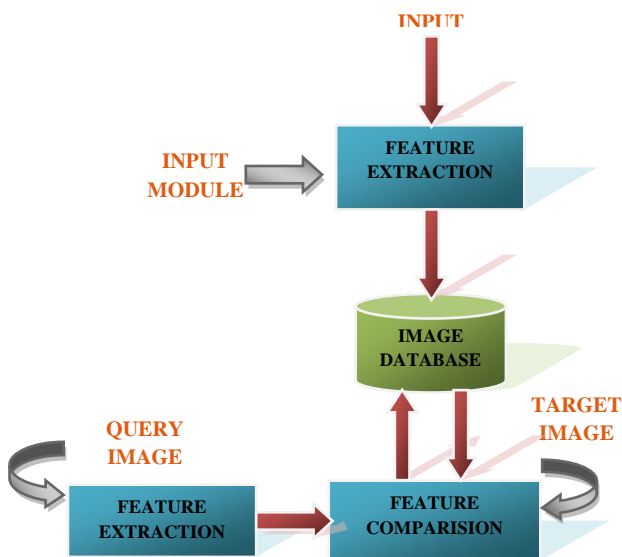 INPUT
FEATURE
EXTRACTION
INPUT
MODULE
IMAGE
DATABASE
TARGET
IMAGE
QUERY
IMAGE
FEATURE
EXTRACTION
FEATURE
COMPARISION